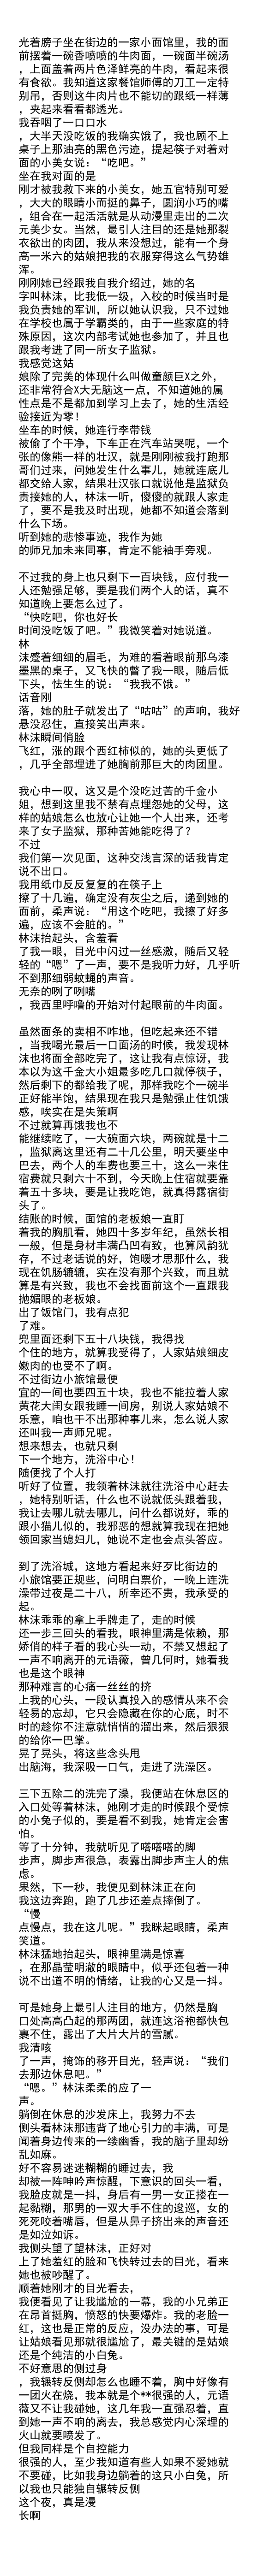 光着膀子坐在街边的一家小面馆里，我的面
前摆着一碗香喷喷的牛肉面，一碗面半碗汤
，上面盖着两片色泽鲜亮的牛肉，看起来很
有食欲。我知道这家餐馆师傅的刀工一定特
别吊，否则这牛肉片也不能切的跟纸一样薄
，夹起来看看都透光。
我吞咽了一口口水
，大半天没吃饭的我确实饿了，我也顾不上
桌子上那油亮的黑色污迹，提起筷子对着对
面的小美女说：“吃吧。”
坐在我对面的是
刚才被我救下来的小美女，她五官特别可爱
，大大的眼睛小而挺的鼻子，圆润小巧的嘴
，组合在一起活活就是从动漫里走出的二次
元美少女。当然，最引人注目的还是她那裂
衣欲出的肉团，我从来没想过，能有一个身
高一米六的姑娘把我的衣服穿得这么气势雄
浑。
刚刚她已经跟我自我介绍过，她的名
字叫林沫，比我低一级，入校的时候当时是
我负责她的军训，所以她认识我，只不过她
在学校也属于学霸类的，由于一些家庭的特
殊原因，这次内部考试她也参加了，并且也
跟我考进了同一所女子监狱。
我感觉这姑
娘除了完美的体现什么叫做童颜巨X之外，
还非常符合X大无脑这一点，不知道她的属
性点是不是都加到学习上去了，她的生活经
验接近为零！
坐车的时候，她连行李带钱
被偷了个干净，下车正在汽车站哭呢，一个
张的像熊一样的壮汉，就是刚刚被我打跑那
哥们过来，问她发生什么事儿，她就连底儿
都交给人家，结果壮汉张口就说他是监狱负
责接她的人，林沫一听，傻傻的就跟人家走
了，要不是我及时出现，她都不知道会落到
什么下场。
听到她的悲惨事迹，我作为她
的师兄加未来同事，肯定不能袖手旁观。
不过我的身上也只剩下一百块钱，应付我一
人还勉强足够，要是我们两个人的话，真不
知道晚上要怎么过了。
“快吃吧，你也好长
时间没吃饭了吧。”我微笑着对她说道。
林
沫蹙着细细的眉毛，为难的看着眼前那乌漆
墨黑的桌子，又飞快的瞥了我一眼，随后低
下头，怯生生的说：“我我不饿。”
话音刚
落，她的肚子就发出了“咕咕”的声响，我好
悬没忍住，直接笑出声来。
林沫瞬间俏脸
飞红，涨的跟个西红柿似的，她的头更低了
，几乎全部埋进了她胸前那巨大的肉团里。
我心中一叹，这又是个没吃过苦的千金小
姐，想到这里我不禁有点埋怨她的父母，这
样的姑娘怎么也放心让她一个人出来，还考
来了女子监狱，那种苦她能吃得了？
不过
我们第一次见面，这种交浅言深的话我肯定
说不出口。
我用纸巾反反复复的在筷子上
擦了十几遍，确定没有灰尘之后，递到她的
面前，柔声说：“用这个吃吧，我擦了好多
遍，应该不会脏的。”
林沫抬起头，含羞看
了我一眼，目光中闪过一丝感激，随后又轻
轻的“嗯”了一声，要不是我听力好，几乎听
不到那细弱蚊蝇的声音。
无奈的咧了咧嘴
，我西里呼噜的开始对付起眼前的牛肉面。
虽然面条的卖相不咋地，但吃起来还不错
，当我喝光最后一口面汤的时候，我发现林
沫也将面全部吃完了，这让我有点惊讶，我
本以为这千金大小姐最多吃几口就停筷子，
然后剩下的都给我了呢，那样我吃个一碗半
正好能半饱，结果现在我只是勉强止住饥饿
感，唉实在是失策啊
不过就算再饿我也不
能继续吃了，一大碗面六块，两碗就是十二
，监狱离这里还有二十几公里，明天要坐中
巴去，两个人的车费也要三十，这么一来住
宿费就只剩六十不到，今天晚上住宿就要靠
着五十多块，要是让我吃饱，就真得露宿街
头了。
结账的时候，面馆的老板娘一直盯
着我的胸肌看，她四十多岁年纪，虽然长相
一般，但是身材丰满凸凹有致，也算风韵犹
存，不过老话说的好，饱暖才思那什么，我
现在饥肠辘辘，实在没有那个兴致，而且就
算是有兴致，我也不会找面前这个一直跟我
抛媚眼的老板娘。
出了饭馆门，我有点犯
了难。
兜里面还剩下五十八块钱，我得找
个住的地方，就算我受得了，人家姑娘细皮
嫩肉的也受不了啊。
不过街边小旅馆最便
宜的一间也要四五十块，我也不能拉着人家
黄花大闺女跟我睡一间房，别说人家姑娘不
乐意，咱也干不出那种事儿来，怎么说人家
还叫我一声师兄呢。
想来想去，也就只剩
下一个地方，洗浴中心！
随便找了个人打
听好了位置，我领着林沫就往洗浴中心赶去
，她特别听话，什么也不说就低头跟着我，
我让去哪儿就去哪儿，问什么都说好，乖的
跟小猫儿似的，我邪恶的想就算我现在把她
领回家当媳妇儿，她说不定也会点头答应。
到了洗浴城，这地方看起来好歹比街边的
小旅馆要正规些，问明白票价，一晚上连洗
澡带过夜是二十八，所幸还不贵，我承受的
起。
林沫乖乖的拿上手牌走了，走的时候
还一步三回头的看我，眼神里满是依赖，那
娇俏的样子看的我心头一动，不禁又想起了
一声不响离开的元语薇，曾几何时，她看我
也是这个眼神
那种难言的心痛一丝丝的挤
上我的心头，一段认真投入的感情从来不会
轻易的忘却，它只会隐藏在你的心底，时不
时的趁你不注意就悄悄的溜出来，然后狠狠
的给你一巴掌。
晃了晃头，将这些念头甩
出脑海，我深吸一口气，走进了洗澡区。
三下五除二的洗完了澡，我便站在休息区的
入口处等着林沫，她刚才走的时候跟个受惊
的小兔子似的，要是看不到我，她肯定会害
怕。
等了十分钟，我就听见了嗒嗒嗒的脚
步声，脚步声很急，表露出脚步声主人的焦
虑。
果然，下一秒，我便见到林沫正在向
我这边奔跑，跑了几步还差点摔倒了。
“慢
点慢点，我在这儿呢。”我眯起眼睛，柔声
笑道。
林沫猛地抬起头，眼神里满是惊喜
，在那晶莹明澈的眼睛中，似乎还包着一种
说不出道不明的情绪，让我的心又是一抖。
可是她身上最引人注目的地方，仍然是胸
口处高高凸起的那两团，就连这浴袍都快包
裹不住，露出了大片大片的雪腻。
我清咳
了一声，掩饰的移开目光，轻声说：“我们
去那边休息吧。”
“嗯。”林沫柔柔的应了一
声。
躺倒在休息的沙发床上，我努力不去
侧头看林沫那违背了地心引力的丰满，可是
闻着身边传来的一缕幽香，我的脑子里却纷
乱如麻。
好不容易迷迷糊糊的睡过去，我
却被一阵呻吟声惊醒，下意识的回头一看，
我脸皮就是一抖，身后有一男一女正搂在一
起黏糊，那男的一双大手不住的逡巡，女的
死死咬着嘴唇，但是从鼻子挤出来的声音还
是如泣如诉。
我侧头望了望林沫，正好对
上了她羞红的脸和飞快转过去的目光，看来
她也被吵醒了。
顺着她刚才的目光看去，
我便看见了让我尴尬的一幕，我的小兄弟正
在昂首挺胸，愤怒的快要爆炸。我的老脸一
红，这也是正常的反应，没办法的事，可是
让姑娘看见那就很尴尬了，最关键的是姑娘
还是个纯洁的小白兔。
不好意思的侧过身
，我辗转反侧却怎么也睡不着，胸中好像有
一团火在烧，我本就是个**很强的人，元语
薇又不让我碰她，这几年我一直强忍着，直
到她一声不响的离去，我总感觉内心深埋的
火山就要喷发了。
但我同样是个自控能力
很强的人，至少我知道有些人如果不爱她就
不要碰，比如我身边躺着的这只小白兔，所
以我也只能独自辗转反侧
这个夜，真是漫
长啊